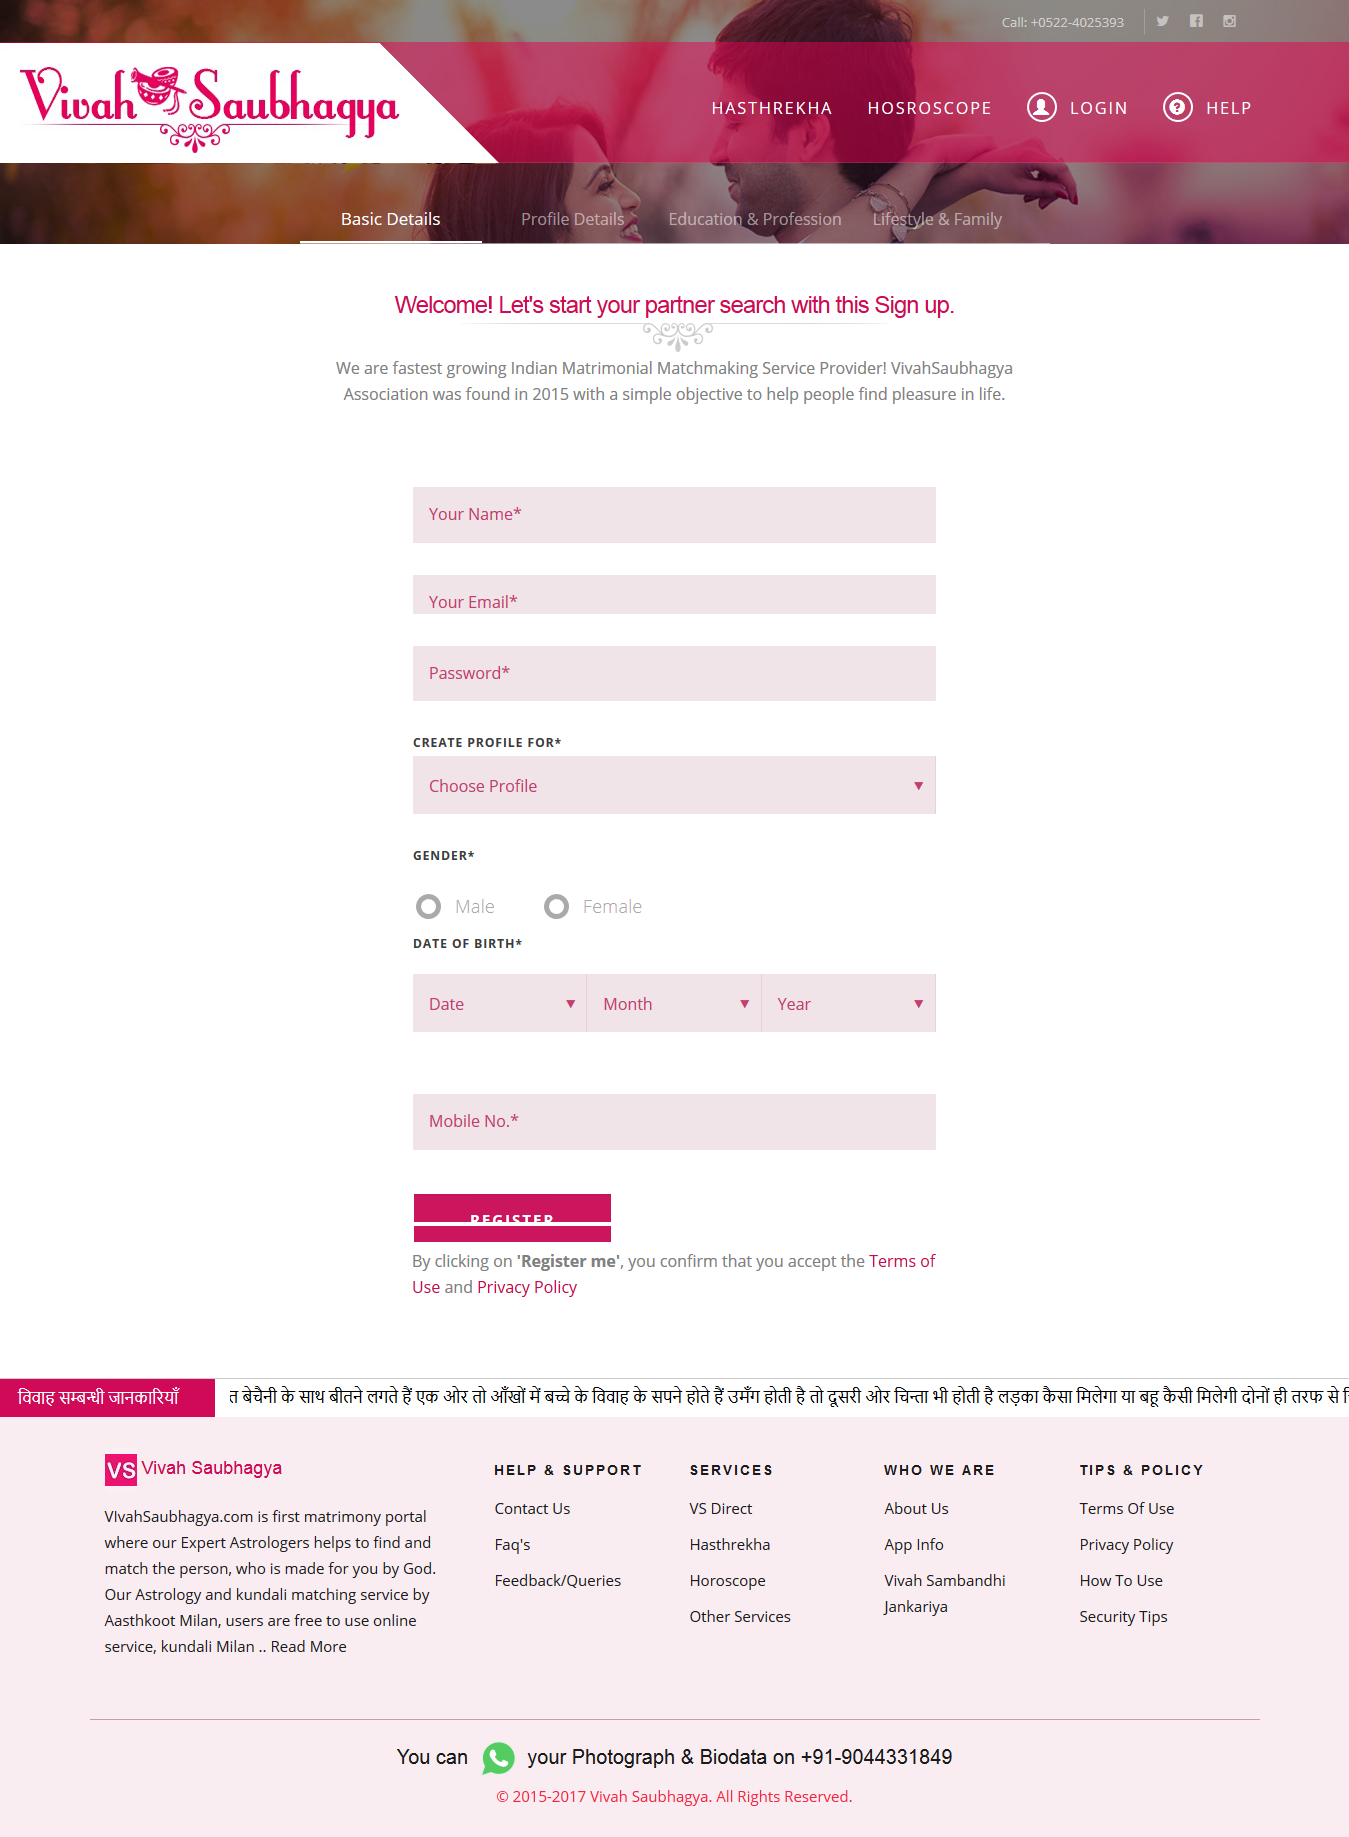 Call: +0522-4025393
Vivah Saubhagya
HASTHREKHA HOSROSCOPE LOGIN HELP
Basic Details Profile Details Education & Profession Lifestyle & Family
Welcome! Let's start your partner search with this Sign up.
We are fastest growing Indian Matrimonial Matchmaking Service Provider! VivahSaubhagya
Association was found in 2015 with a simple objective to help people find pleasure in life.
Your Name*
Your Email*
Password*
CREATE PROFILE FOR*
Choose Profile
GENDER*
Male Female
DATE OF BIRTH*
Date Month Year
Mobile No.*
REGISTER
By clicking on 'Register me', you confirm that you accept the Terms of
Use and Privacy Policy
विवाह सम्बन्धी जानकारियाँ
बेचैनी के साथ बीतने लगते हैं एक ओर तो आँखों में बच्चे के विवाह के सपने होते हैं उमँग होती है तो दूसरी ओर चिन्ता भी होती है लड़का कैसा मिलेगा या बहू कैसी मिलेगी दोनों ही तरफ से
VS Vivah Saubhagya
VIvahSaubhagya.com is first matrimony portal
where our Expert Astrologers helps to find and
match the person, who is made for you by God.
Our Astrology and kundali matching service by
Aasthkoot Milan, users are free to use online
service, kundali Milan .. Read More
HELP & SUPPORT
Contact Us
Faq's
Feedback/Queries
SERVICES
VS Direct
Hasthrekha
Horoscope
Other Services
WHO WE ARE
About Us
App Info
Vivah Sambandhi
Jankariya
TIPS & POLICY
Terms Of Use
Privacy Policy
How To Use
Security Tips
You can your Photograph & Biodata on +91-9044331849
© 2015-2017 Vivah Saubhagya. All Rights Reserved.